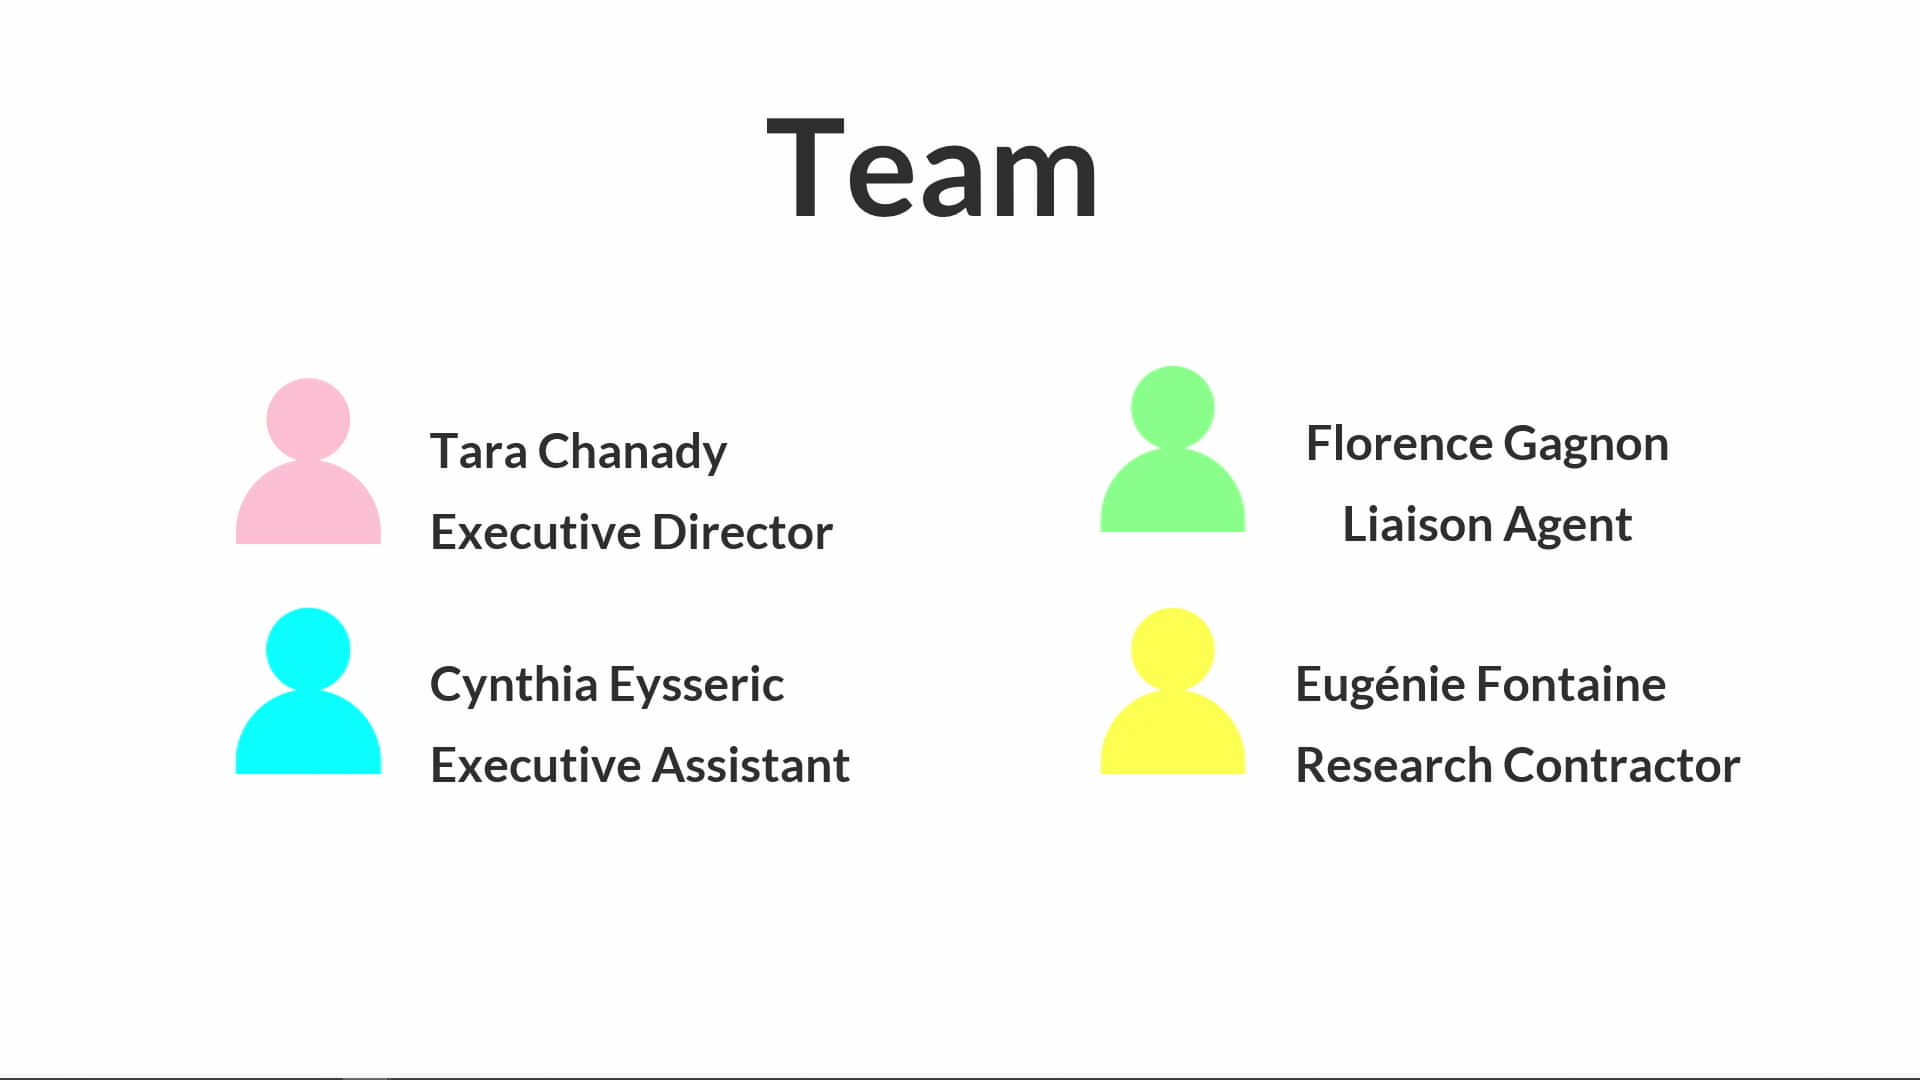 Team
Tara Chanady
Executive Director
Florence Gagnon
Liaison Agent
Cynthia Eysseric
Executive Assistant
Eugénie Fontaine
Research Contractor